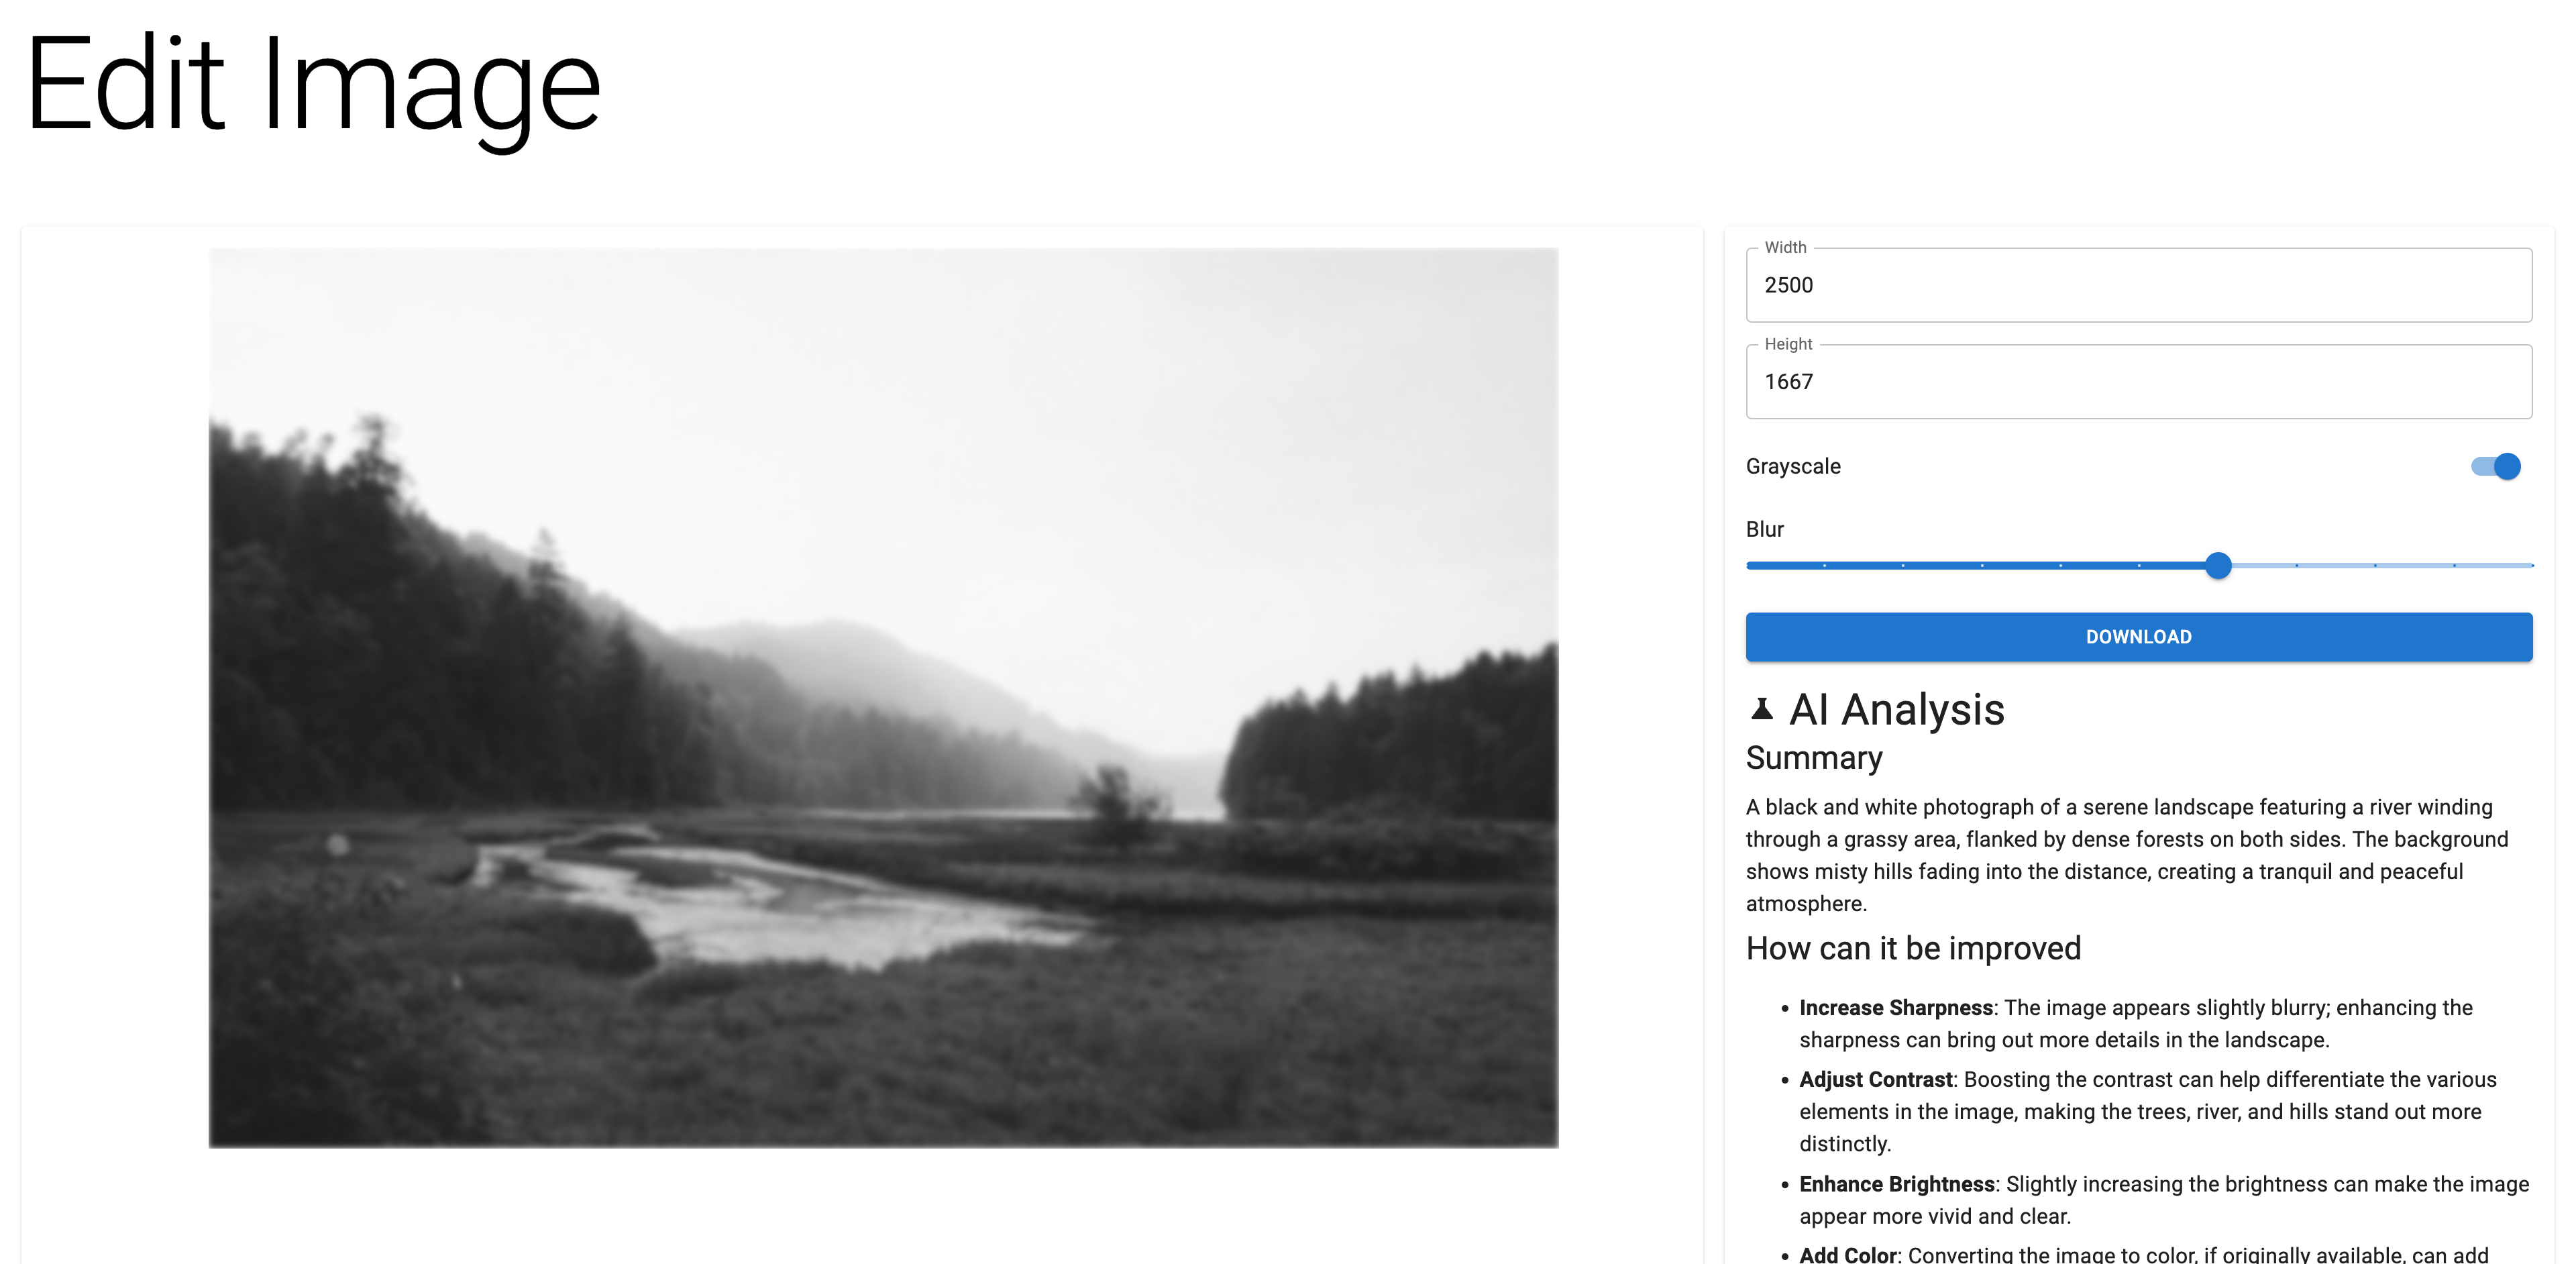 Edit Image
Width
2500
Height
1667
Grayscale
Blur
DOWNLOAD
AI Analysis
Summary
A black and white photograph of a serene landscape featuring a river winding
through a grassy area, flanked by dense forests on both sides. The background
shows misty hills fading into the distance, creating a tranquil and peaceful
atmosphere.
How can it be improved
• Increase Sharpness: The image appears slightly blurry; enhancing the
sharpness can bring out more details in the landscape.
• Adjust Contrast: Boosting the contrast can help differentiate the various
elements in the image, making the trees, river, and hills stand out more
distinctly.
• Enhance Brightness: Slightly increasing the brightness can make the image
appear more vivid and clear.
• Add Color: Converting the image to color, if originally available, can add